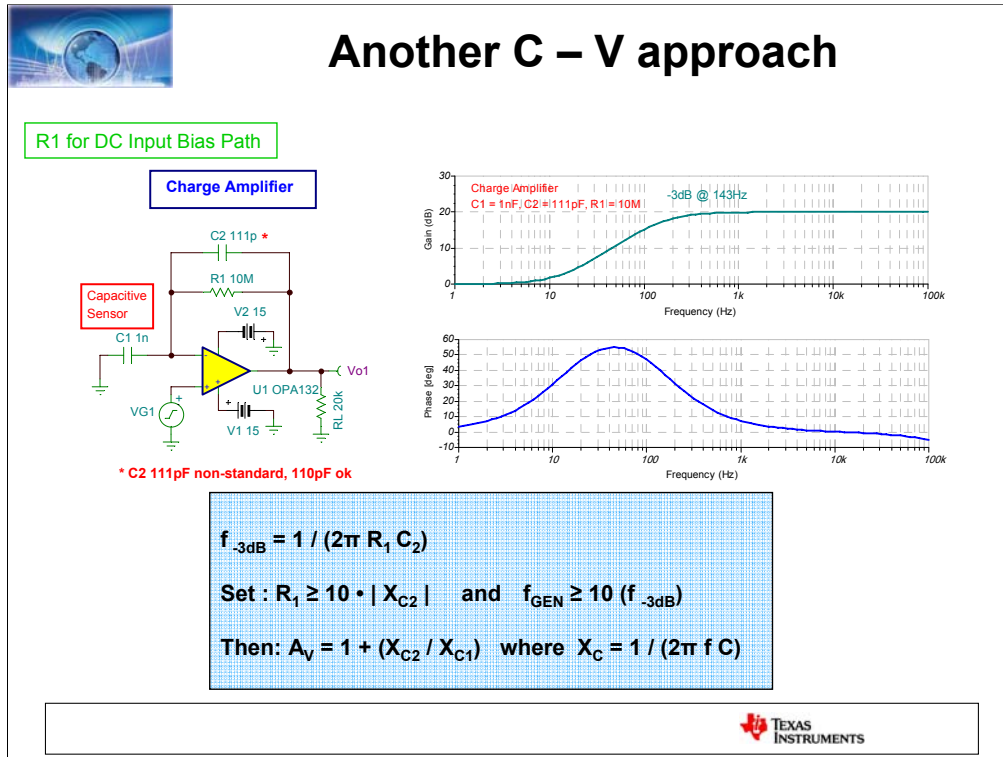 Another C – V approach
R1 for DC Input Bias Path
Charge Amplifier
C2 111p *
R1 10M
Capacitive
Sensor
V2 15
+
C1 1n
-
+
+
U1 OPA132
Vo1
VG1
+
+
V1 15
RL 20k
* C2 111pF non-standard, 110pF ok
Charge Amplifier
C1 = 1nF, C2 = 111pF, R1 = 10M
-3dB @ 143Hz
Gain (dB)
30
20
10
0
1 10 100 1k 10k 100k
Frequency (Hz)
Phase [deg]
60
50
40
30
20
10
0
-10
1 10 100 1k 10k 100k
Frequency (Hz)
f -3dB = 1 / (2π R1 C2)
Set : R1 ≥ 10 • | XC2 | and fGEN ≥ 10 (f -3dB)
Then: AV = 1 + (XC2 / XC1) where XC = 1 / (2π f C)
TEXAS
INSTRUMENTS